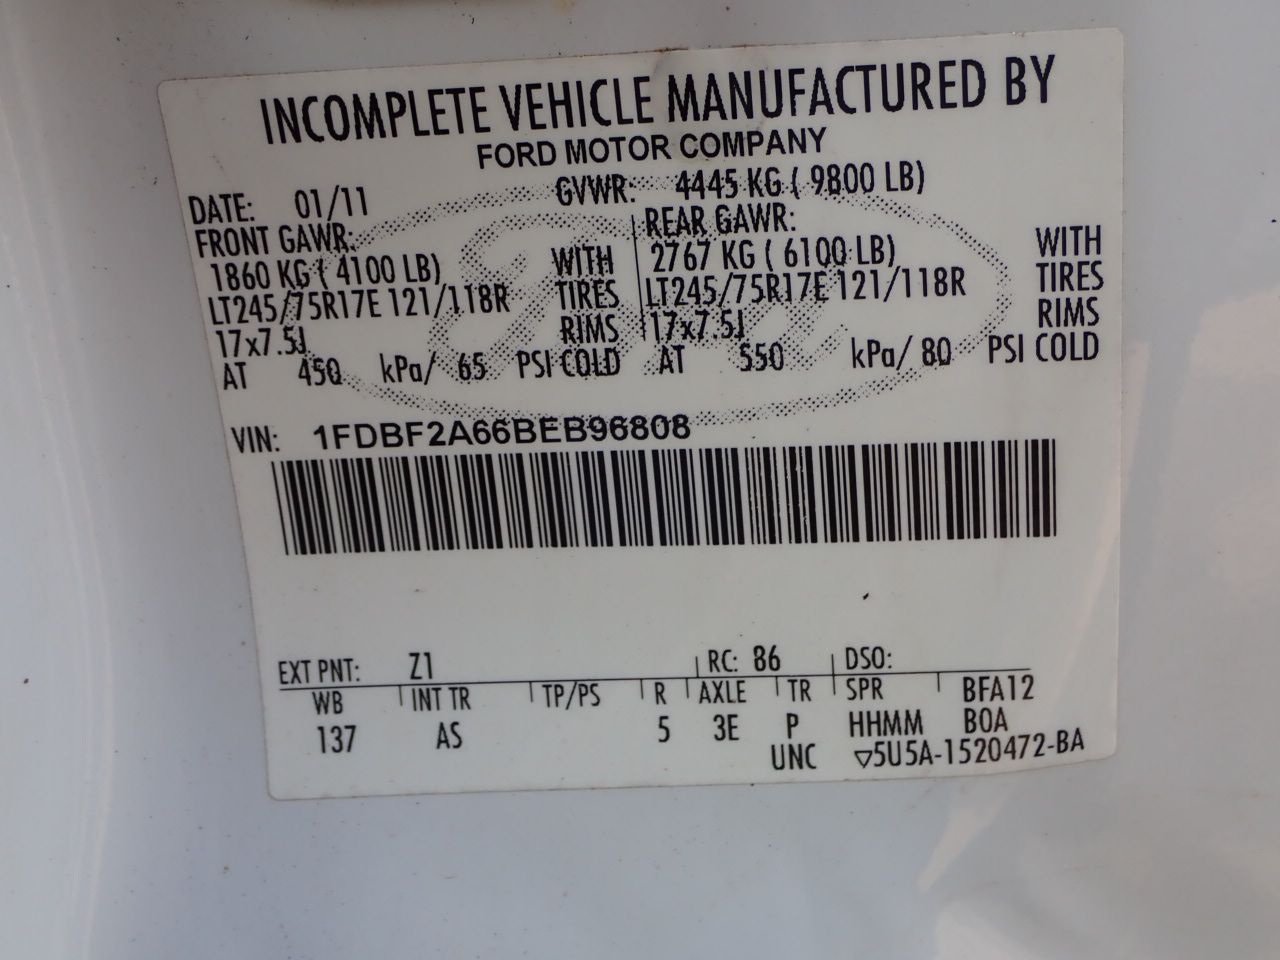 INCOMPLETE VEHICLE MANUFACTURED BY
FORD MOTOR COMPANY
DATE: 01/11 GVWR: 4445 KG ( 9800 LB)
FRONT GAWR: REAR GAWR:
1860 KG ( 4100 LB) WITH 2767 KG ( 6100 LB) WITH
LT245/75R17E 121/118R TIRES LT245/75R17E 121/118R TIRES
17x7.5J RIMS 17x7.5J RIMS
AT 450 kPa/ 65 PSI COLD AT 550 kPa/ 80 PSI COLD
VIN: 1FDBF2A66BEB96808
EXT PNT: Z1 RC: 86 DSO:
WB INT TR TP/PS R AXLE TR SPR BFA12
137 AS 5 3E P HHMM BOA
UNC ▽5U5A-1520472-BA